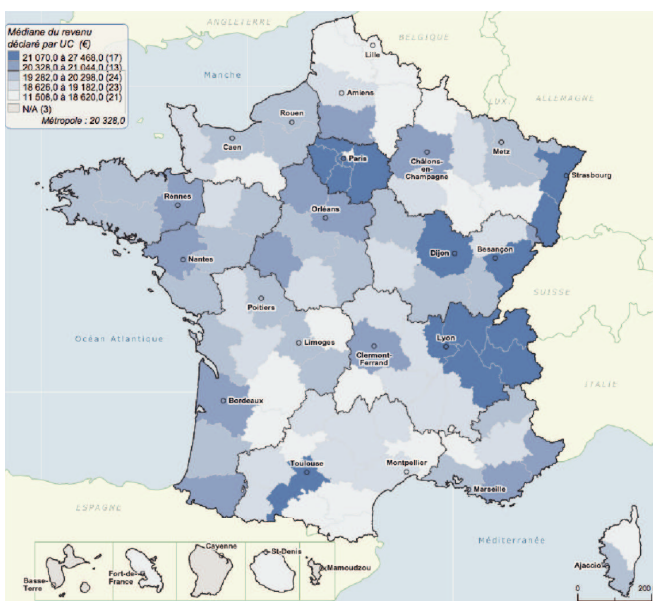 Médiane du revenu
déclaré par UC (€)
21 070,0 à 27 468,0 (17)
20 328,0 à 21 044,0 (13)
19 262,0 à 20 298,0 (24)
18 626,0 à 19 182,0 (23)
11 506,0 à 18 620,0 (21)
N/A (3)
Métropole : 20 328,0
ANGLETERRE
BELGIQUE
Manche
Lille
Amiens
LUX.
ALLEMAGNE
Rouen
Caen
Paris
Châlons-
en-
Champagne
Metz
Strasbourg
Rennes
Orléans
Nantes
Dijon
Besançon
Poitiers
SUISSE
Océan Atlantique
Limoges
Clermont-
Ferrand
Lyon
ITALIE
Bordeaux
Toulouse
Montpellier
Marseille
ESPAGNE
Méditerranée
Ajaccio
Basse-
Terre
Fort-de-
France
Cayenne
St-Denis
Mamoudzou
0 200